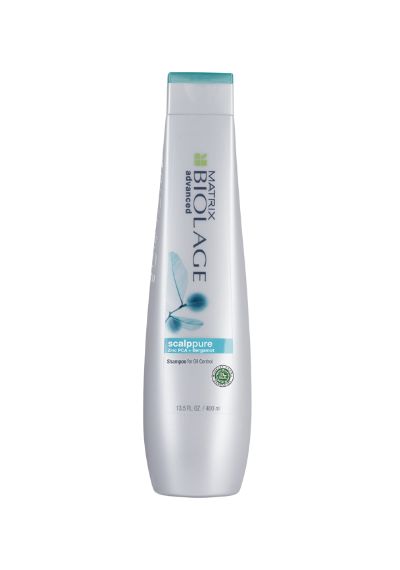 MATRIX
BIOLAGE
advanced
scalppure
Zinc PCA + Bergamot
Shampoo for Oil Control
13.5 FL. OZ. / 400 ml